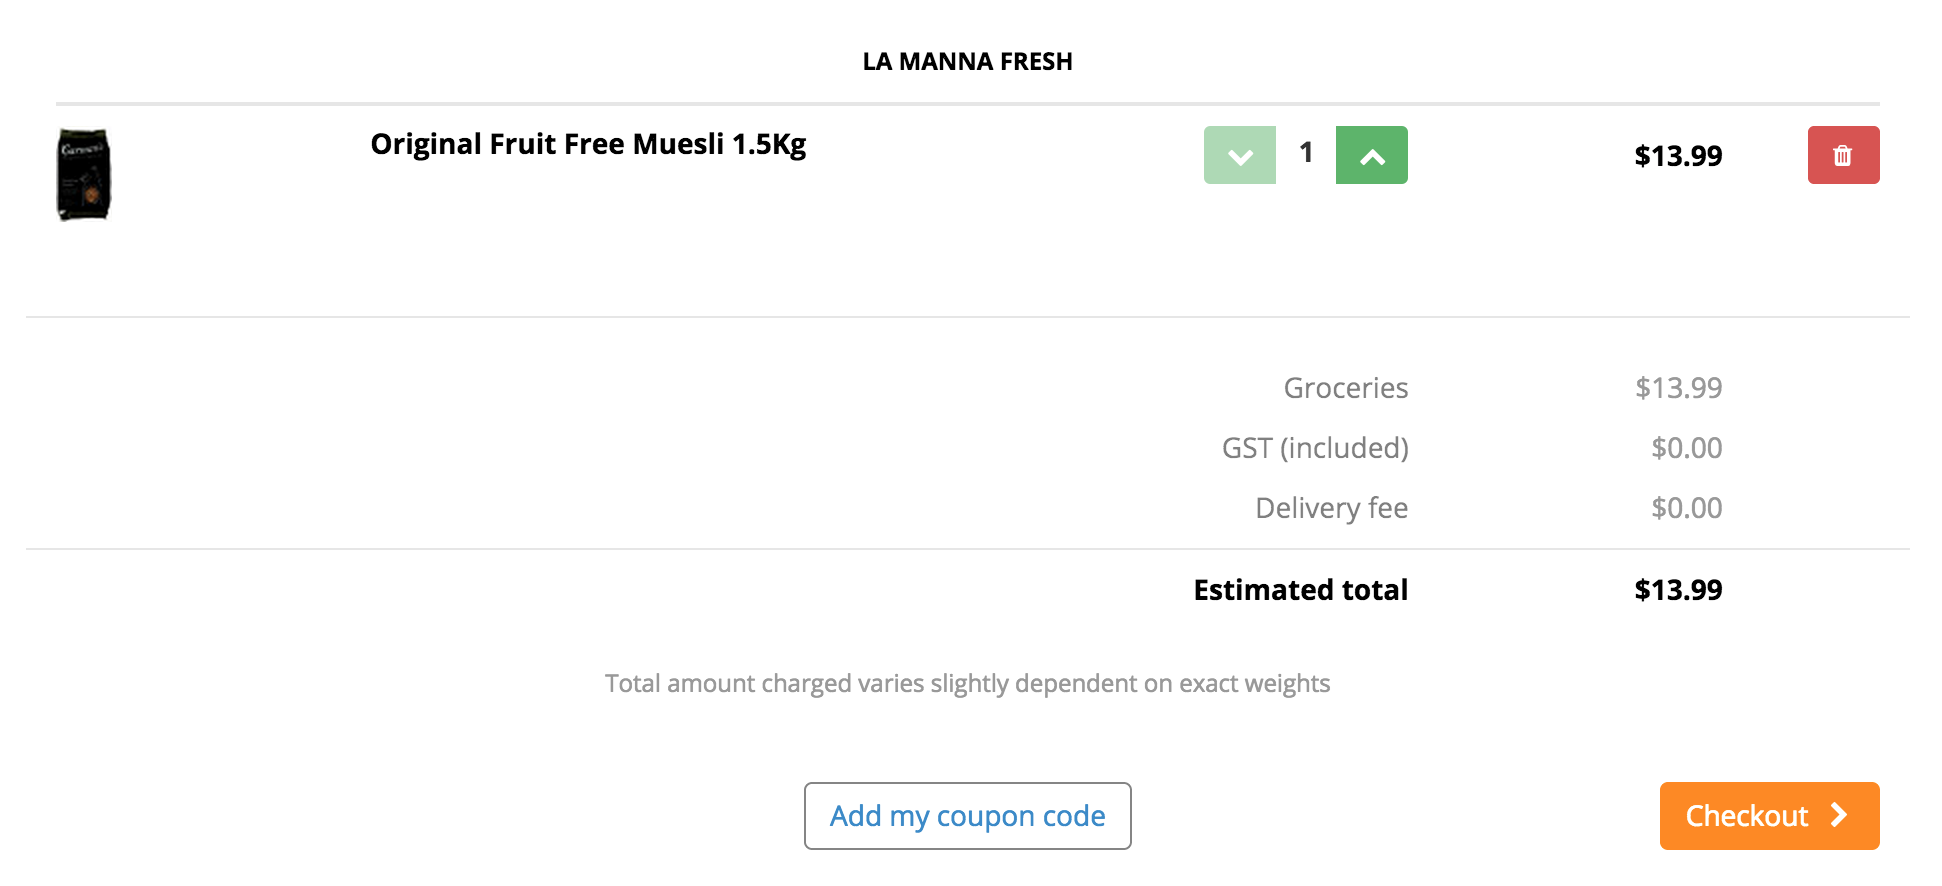 LA MANNA FRESH
Original Fruit Free Muesli 1.5Kg
1
$13.99
Groceries $13.99
GST (included) $0.00
Delivery fee $0.00
Estimated total $13.99
Total amount charged varies slightly dependent on exact weights
Add my coupon code
Checkout